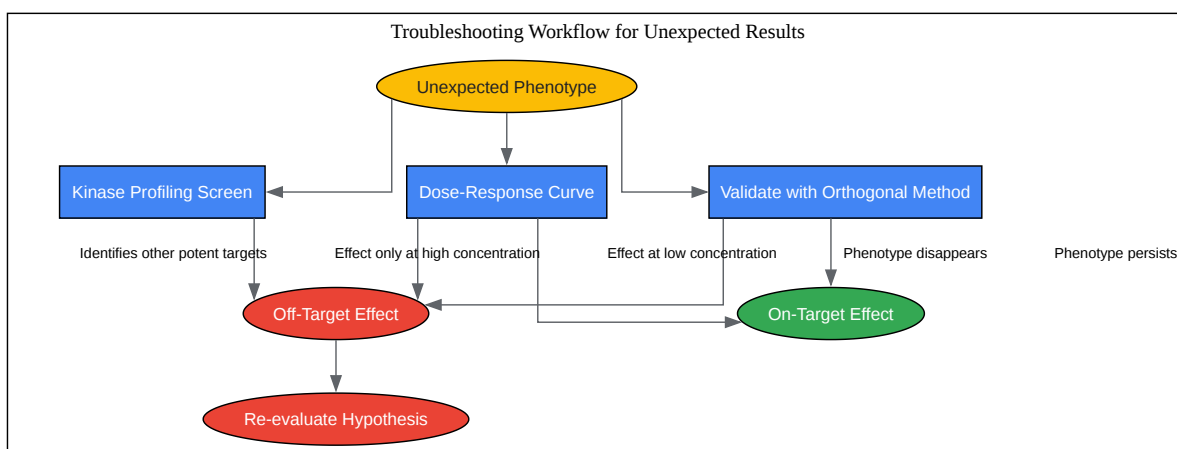 Troubleshooting Workflow for Unexpected Results
Unexpected Phenotype
Kinase Profiling Screen
Dose-Response Curve
Validate with Orthogonal Method
Identifies other potent targets
Effect only at high concentration
Effect at low concentration
Phenotype disappears
Phenotype persists
Off-Target Effect
On-Target Effect
Re-evaluate Hypothesis